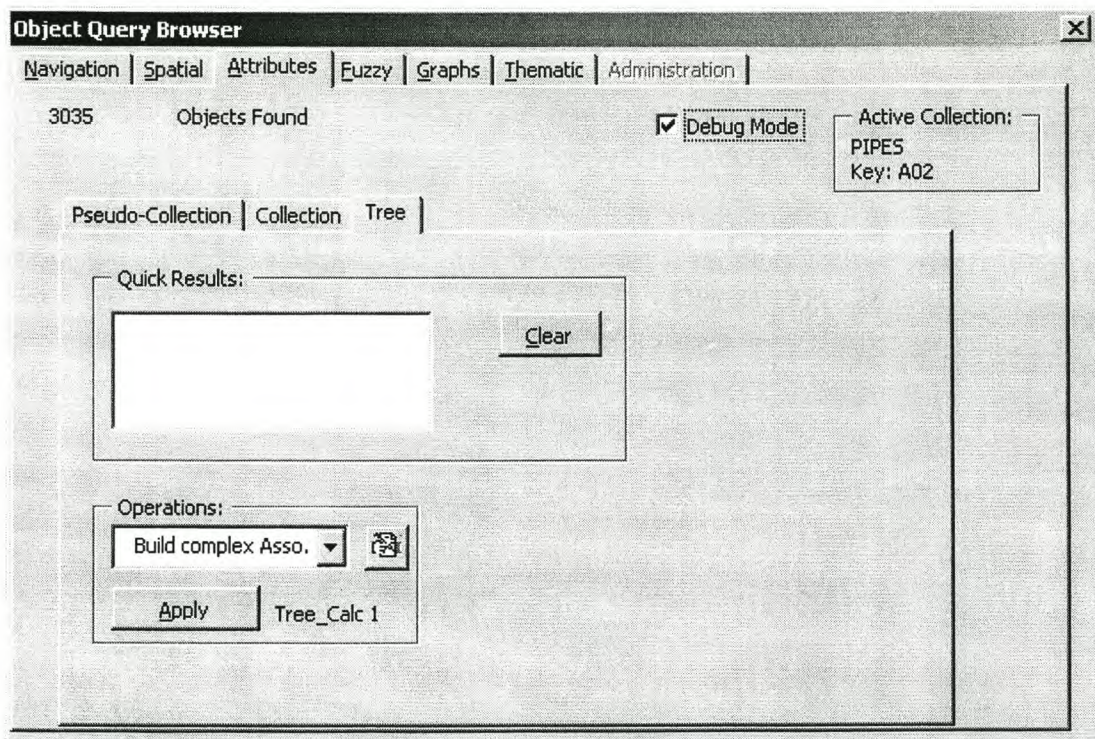 Object Query Browser
Navigation Spatial Attributes Fuzzy Graphs Thematic Administration
3035 Objects Found
Debug Mode
Active Collection:
PIPES
Key: A02
Pseudo-Collection Collection Tree
Quick Results:
Clear
Operations:
Build complex Asso.
Apply Tree_Calc 1